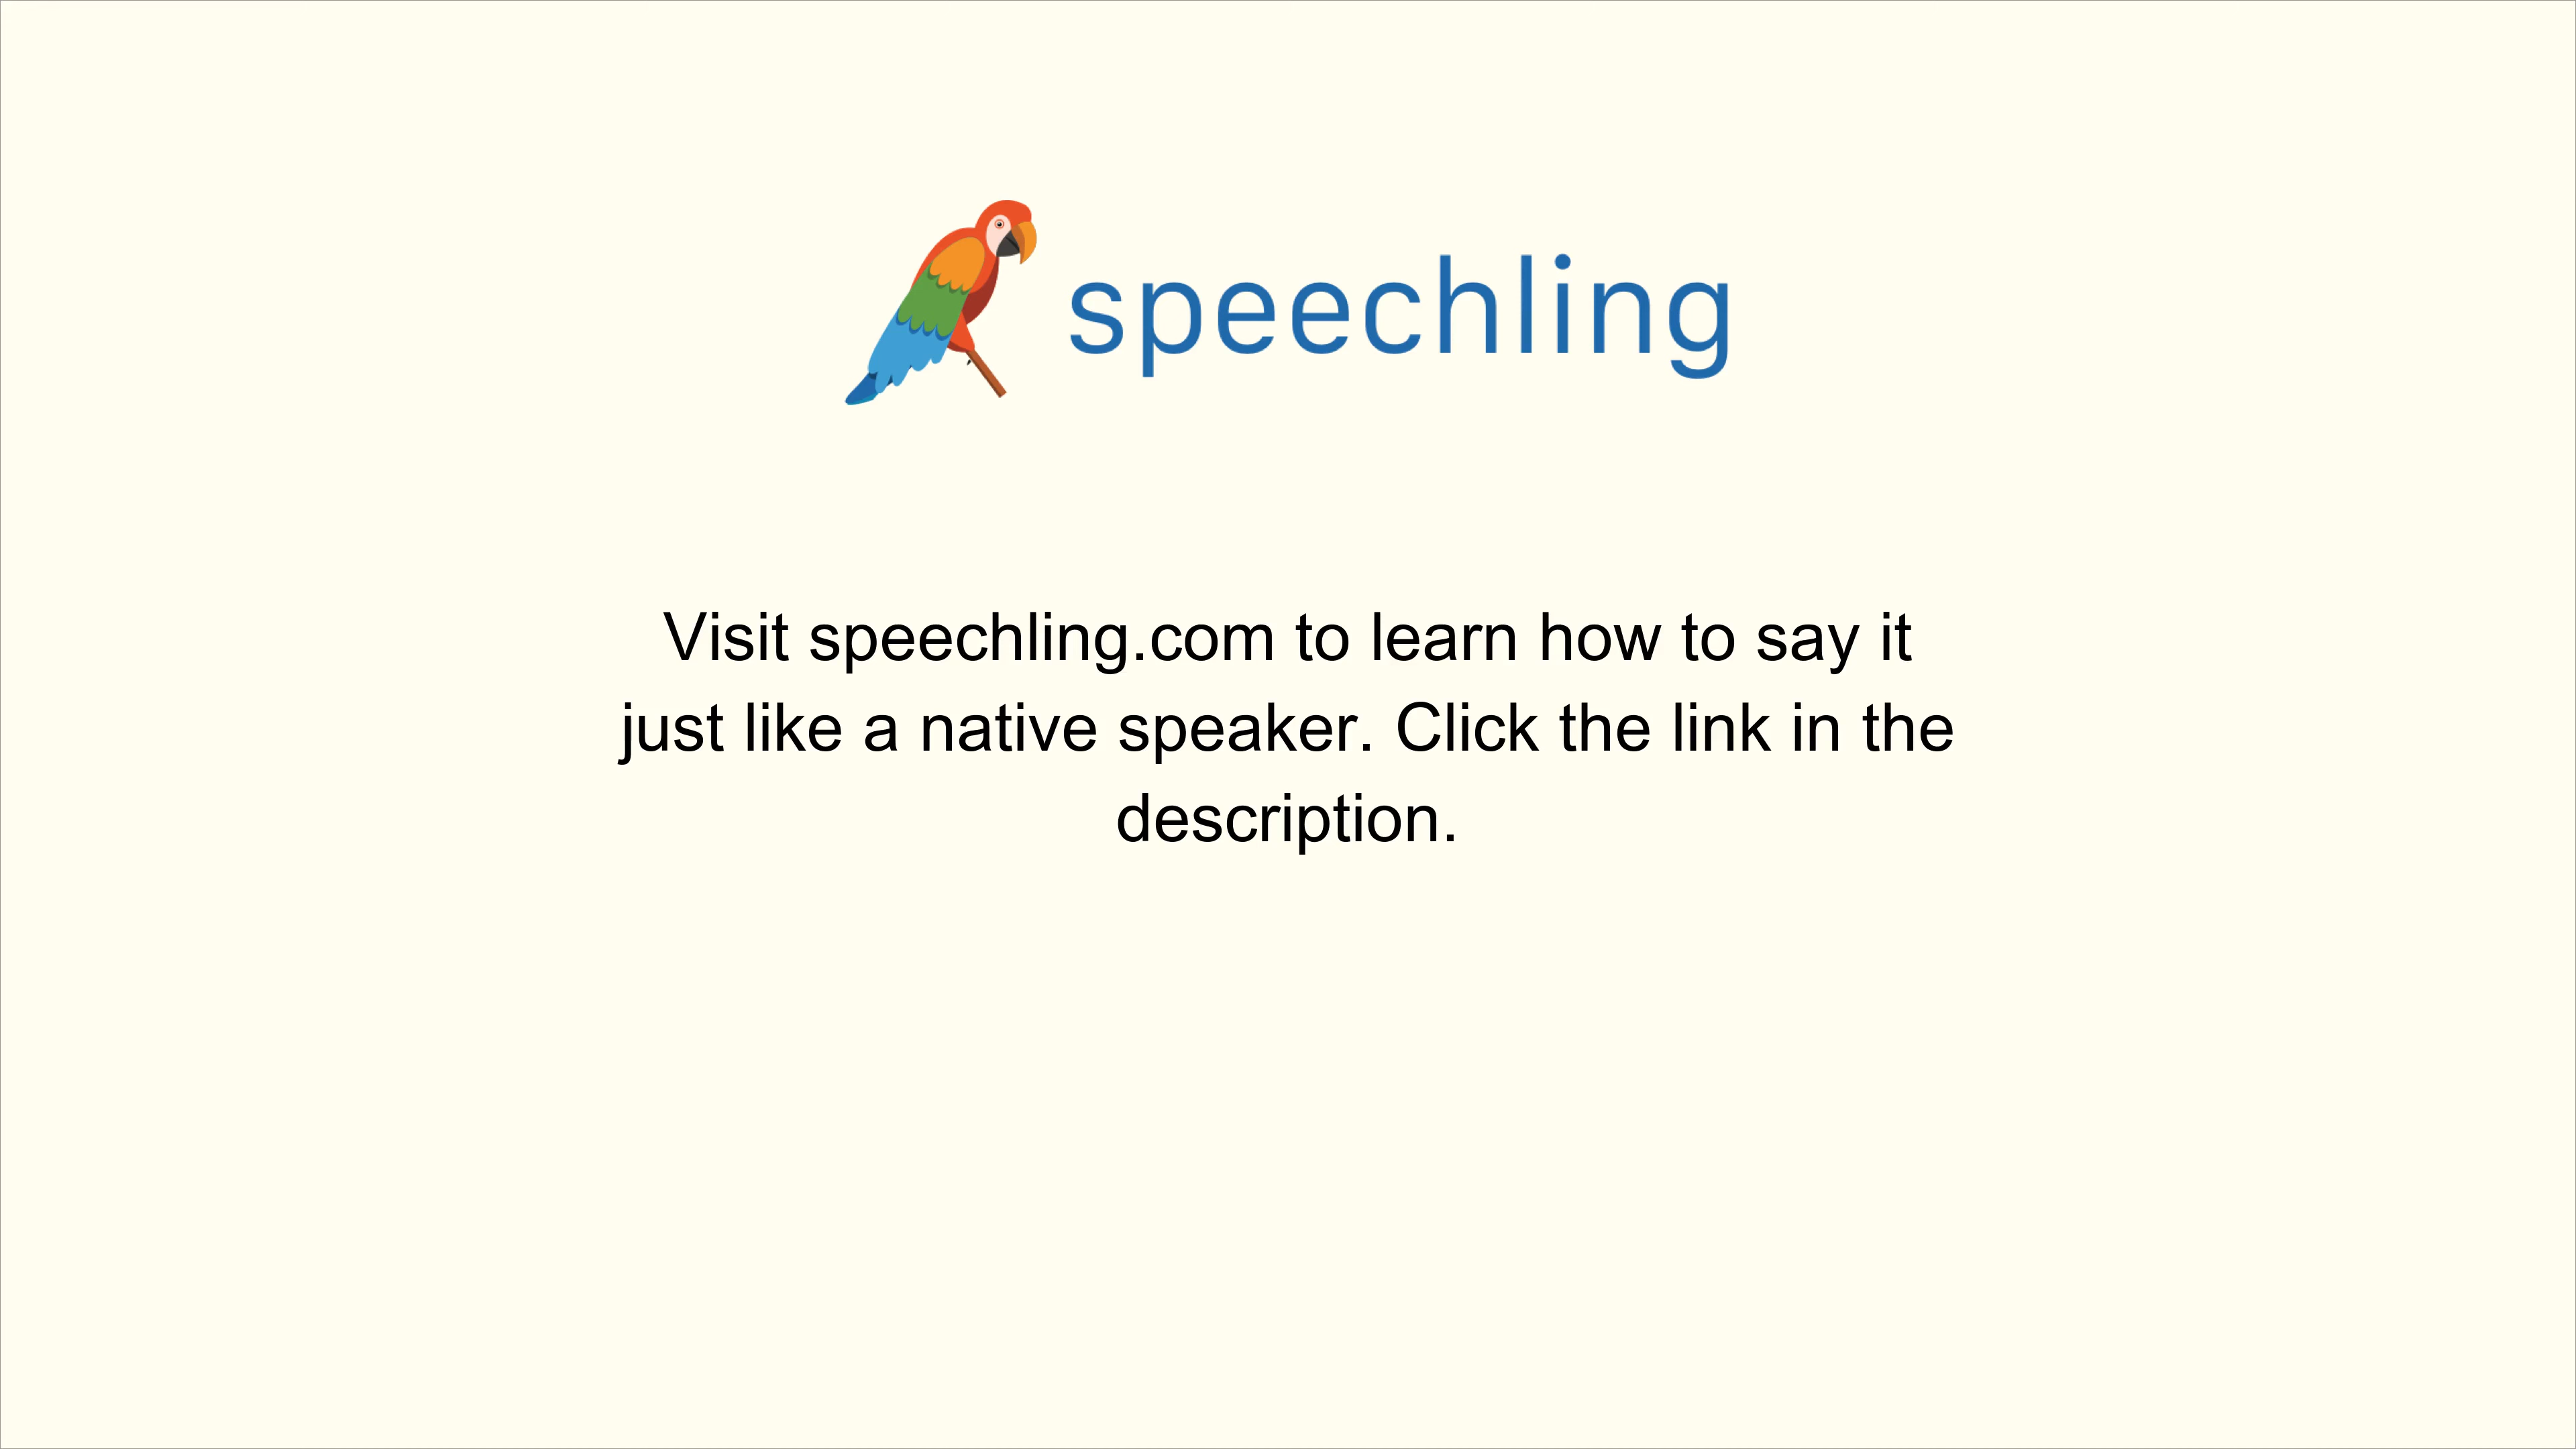 speechling
Visit speechling.com to learn how to say it
just like a native speaker. Click the link in the
description.